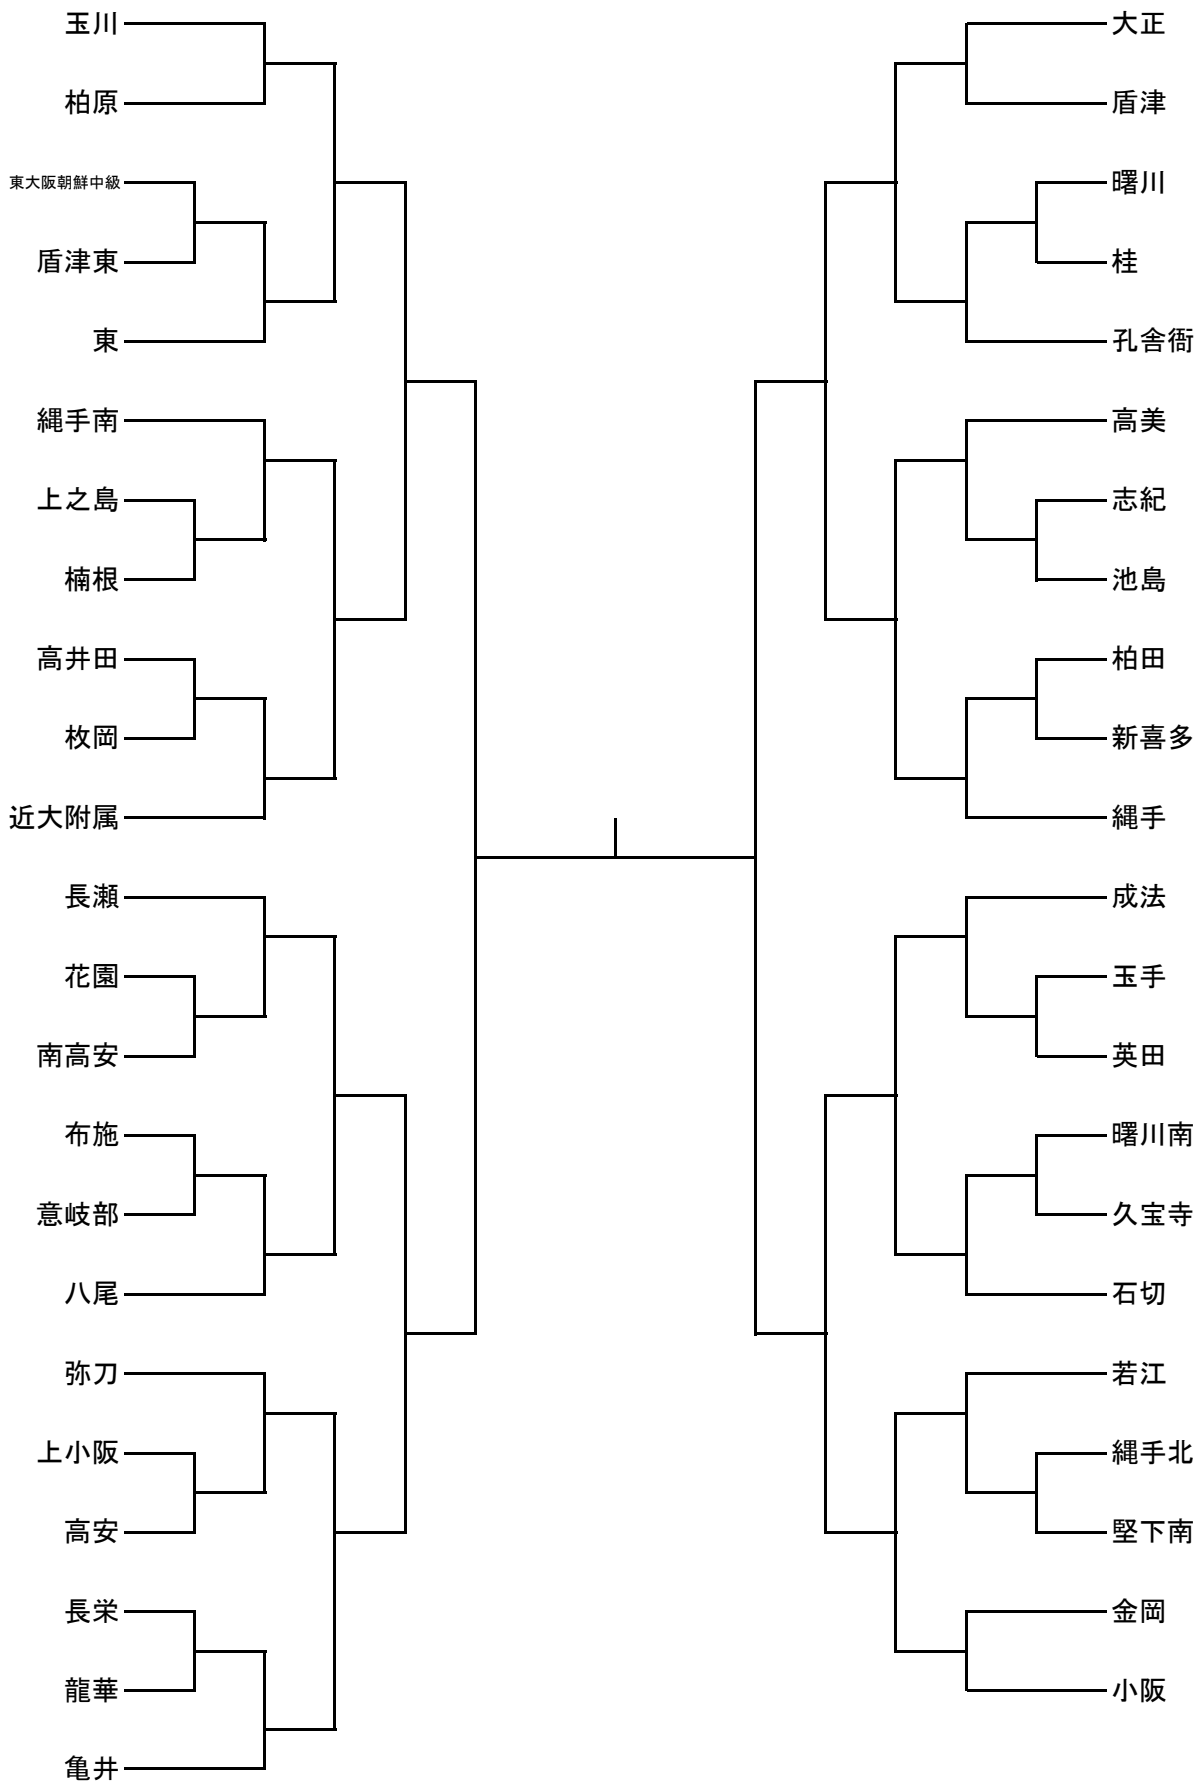 玉川
柏原
東大阪朝鮮中級
盾津東
東
縄手南
上之島
楠根
高井田
枚岡
近大附属
長瀬
花園
南高安
布施
意岐部
八尾
弥刀
上小阪
高安
長栄
龍華
亀井
大正
盾津
曙川
桂
孔舎衙
高美
志紀
池島
柏田
新喜多
縄手
成法
玉手
英田
曙川南
久宝寺
石切
若江
縄手北
堅下南
金岡
小阪